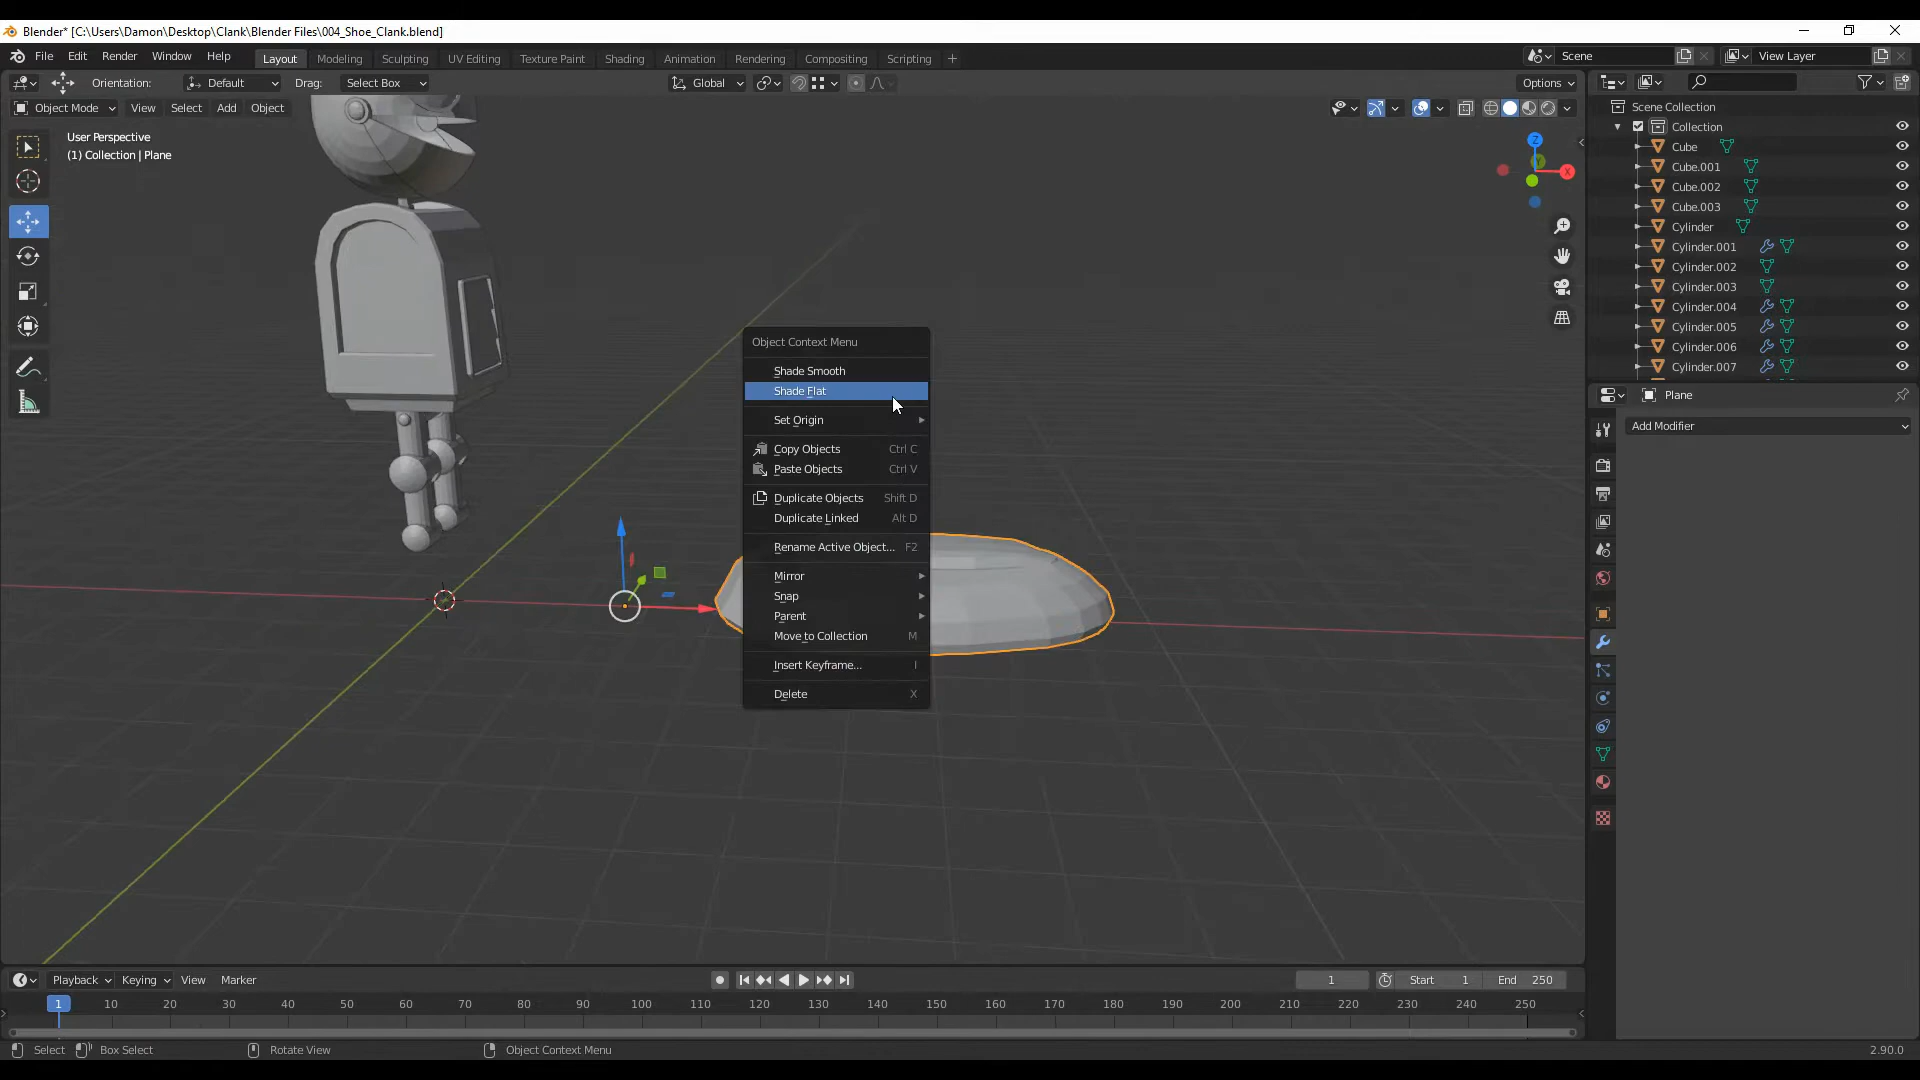 Blender* [C:\Users\Damon\Desktop\Clank\Blender Files\004_Shoe_Clank.blend]
File Edit Render Window Help Layout Modeling Sculpting UV Editing Texture Paint Shading Animation Rendering Compositing Scripting + Scene View Layer
Orientation: Default Drag: Select Box Global Options
Object Mode View Select Add Object
User Perspective
(1) Collection | Plane
Z
Y
X
Scene Collection
Collection
Cube
Cube.001
Cube.002
Cube.003
Cylinder
Cylinder.001
Cylinder.002
Cylinder.003
Cylinder.004
Cylinder.005
Cylinder.006
Cylinder.007
Plane
Add Modifier
Object Context Menu
Shade Smooth
Shade Flat
Set Origin
Copy Objects Ctrl C
Paste Objects Ctrl V
Duplicate Objects Shift D
Duplicate Linked Alt D
Rename Active Object... F2
Mirror
Snap
Parent
Move to Collection M
Insert Keyframe... I
Delete X
Playback Keying View Marker 1 Start 1 End 250
1 10 20 30 40 50 60 70 80 90 100 110 120 130 140 150 160 170 180 190 200 210 220 230 240 250
Select Box Select Rotate View Object Context Menu 2.90.0